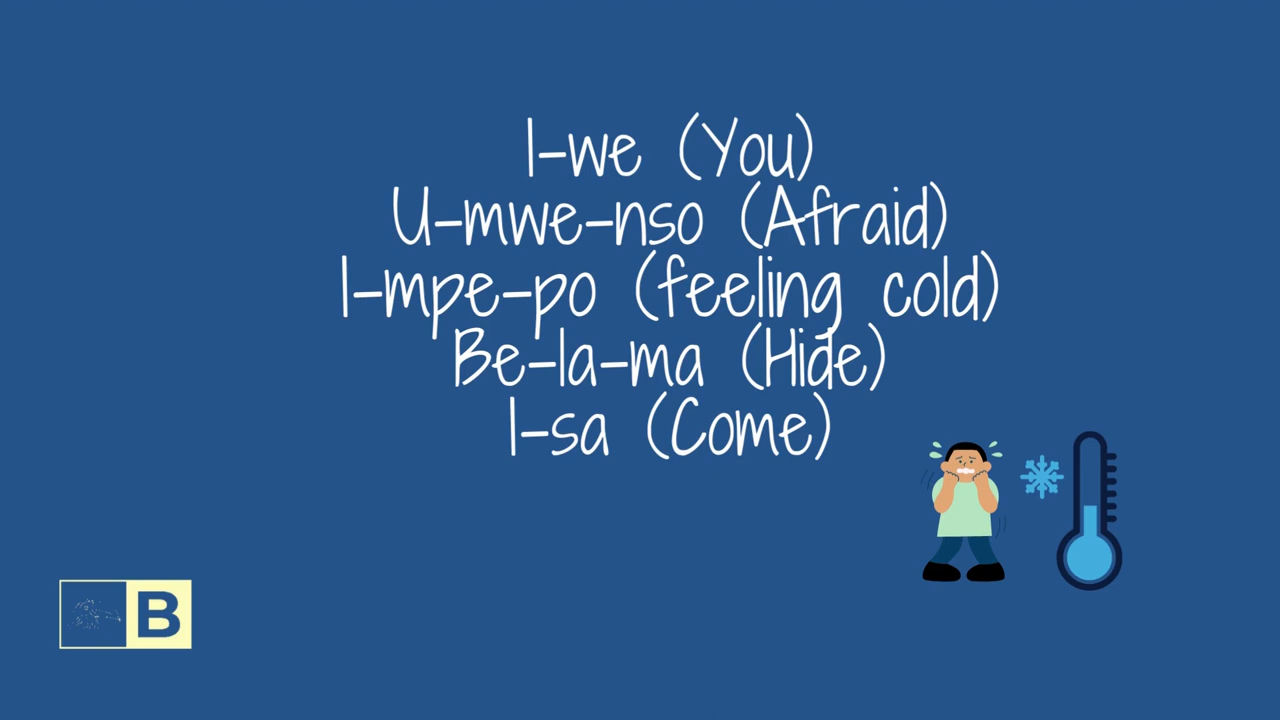 I-we (You)
U-mwe-nso (Afraid)
I-mpe-po (feeling cold)
Be-la-ma (Hide)
I-sa (Come)
B